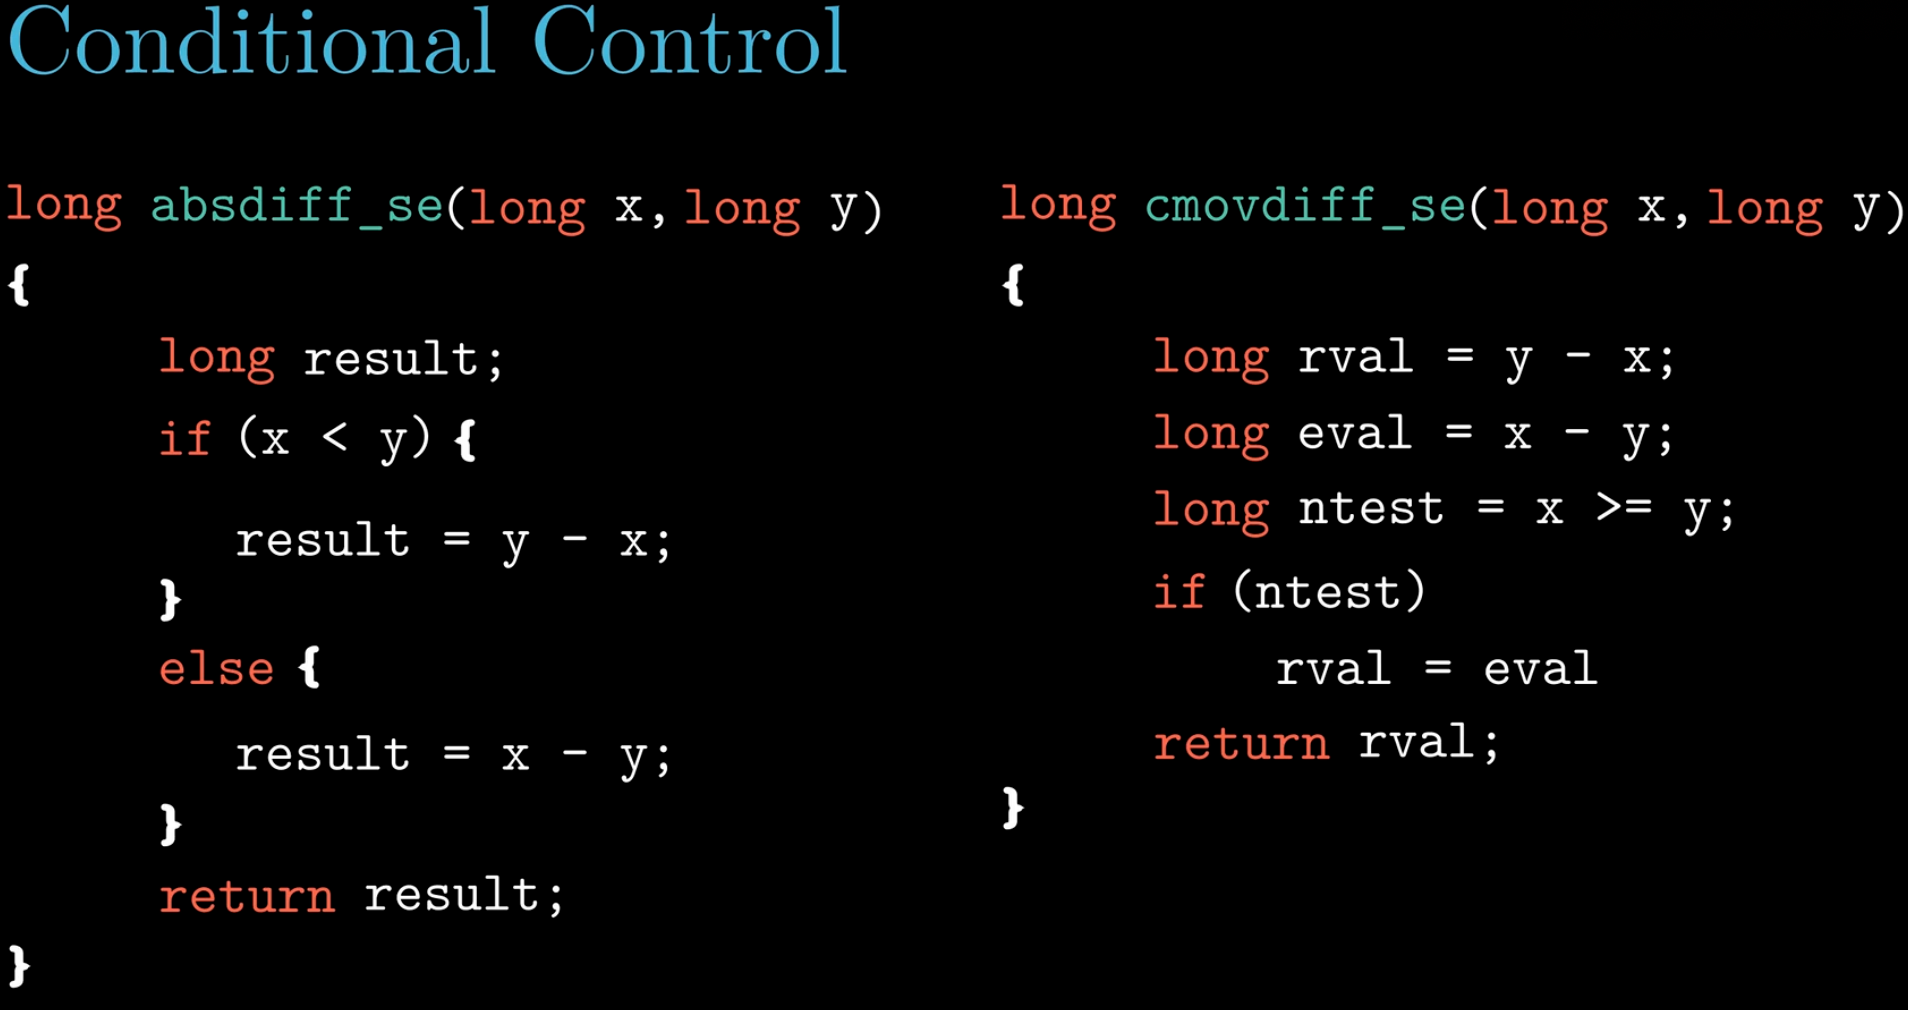 Conditional Control
long absdiff_se(long x, long y)
{
long result;
if (x < y) {
result = y - x;
}
else {
result = x - y;
}
return result;
}
long cmovdiff_se(long x, long y)
{
long rval = y - x;
long eval = x - y;
long ntest = x >= y;
if (ntest)
rval = eval
return rval;
}